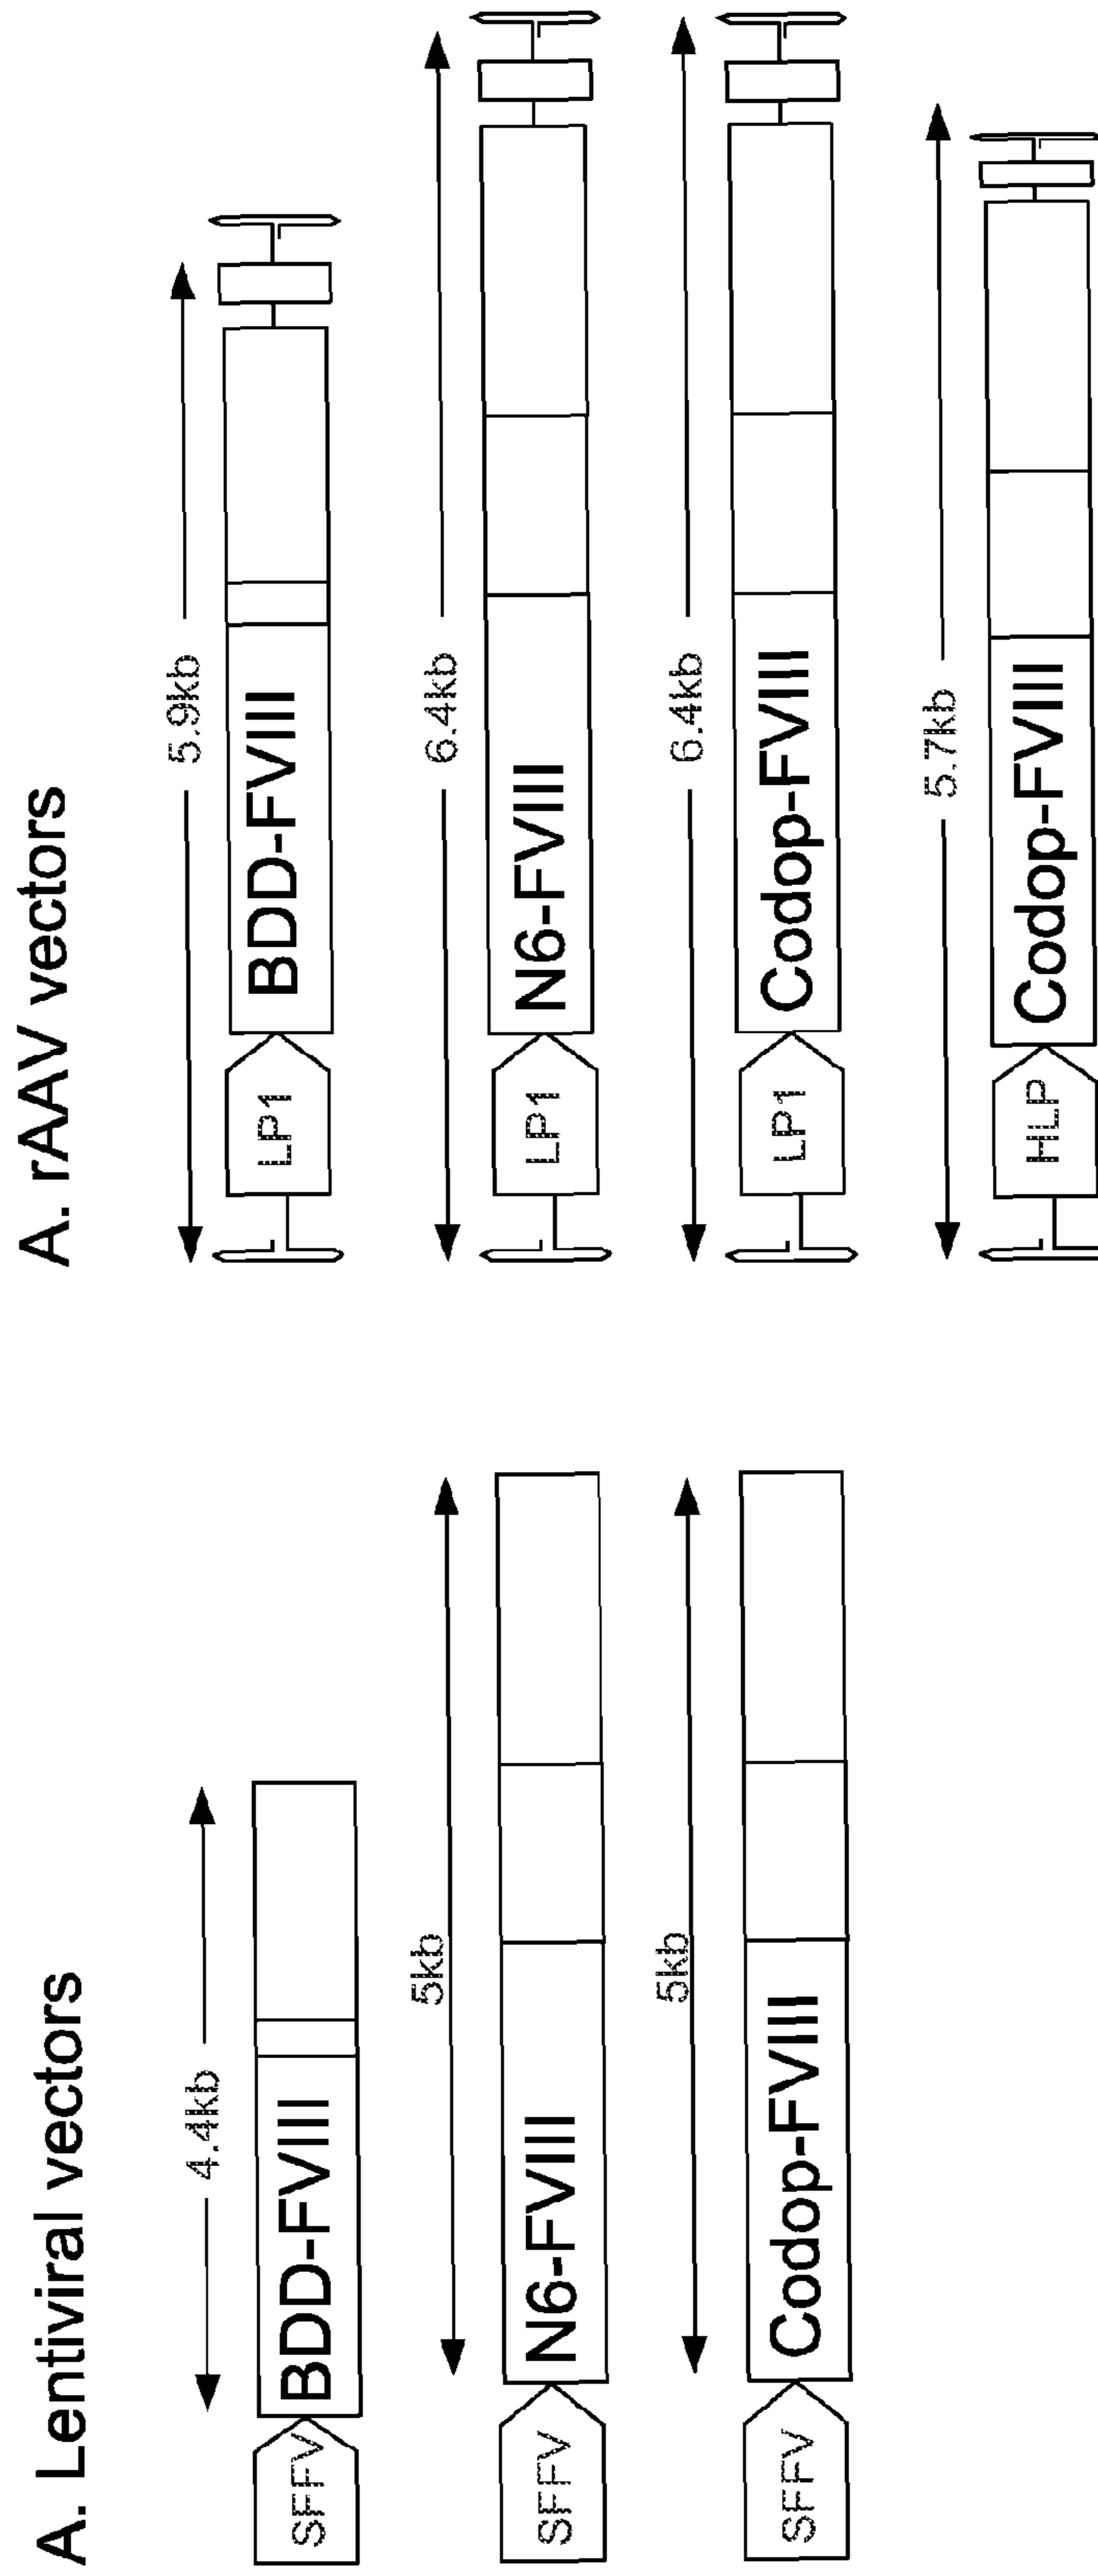 A. Lentiviral vectors
4.4kb
SFFV
BDD-FVIII
5kb
SFFV
N6-FVIII
5kb
SFFV
Codop-FVIII
A. rAAV vectors
5.9kb
LP1
BDD-FVIII
6.4kb
LP1
N6-FVIII
6.4kb
LP1
Codop-FVIII
5.7kb
HLP
Codop-FVIII